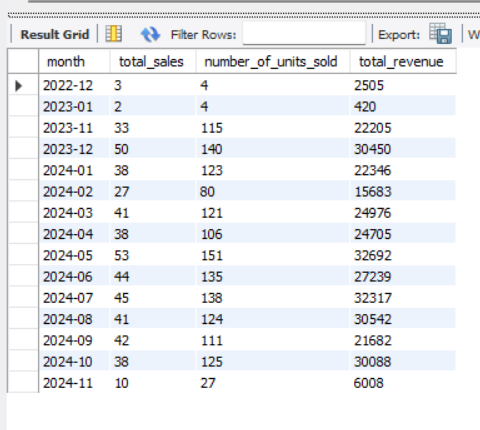 Result Grid Filter Rows: Export: W
month total_sales number_of_units_sold total_revenue
2022-12 3 4 2505
2023-01 2 4 420
2023-11 33 115 22205
2023-12 50 140 30450
2024-01 38 123 22346
2024-02 27 80 15683
2024-03 41 121 24976
2024-04 38 106 24705
2024-05 53 151 32692
2024-06 44 135 27239
2024-07 45 138 32317
2024-08 41 124 30542
2024-09 42 111 21682
2024-10 38 125 30088
2024-11 10 27 6008